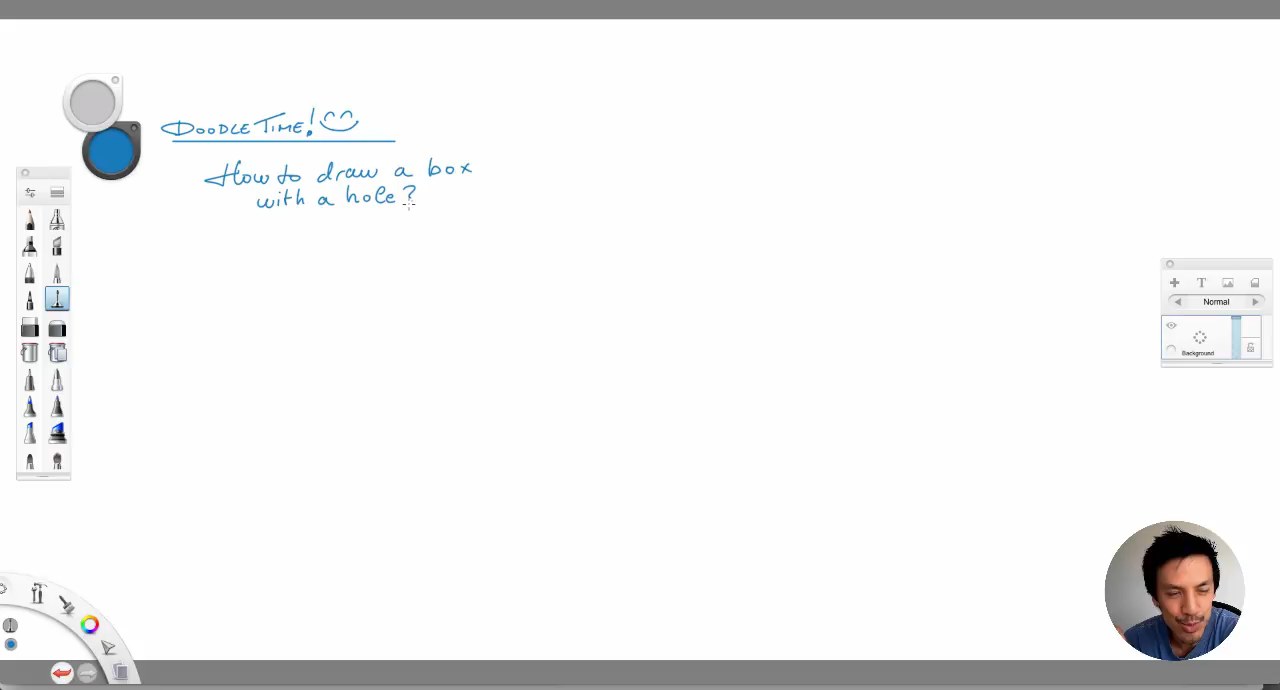 DOODLE TIME!
How to draw a box
with a hole?
T
Normal
Background